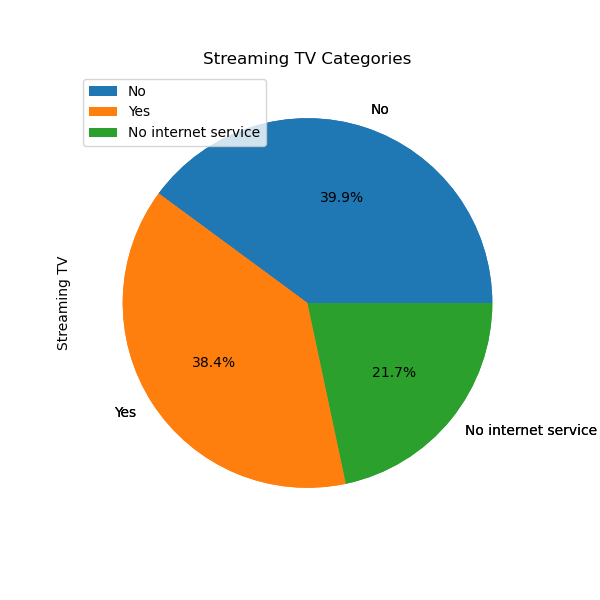 Streaming TV Categories
No
Yes
No internet service
No
39.9%
Streaming TV
38.4%
21.7%
Yes
No internet service